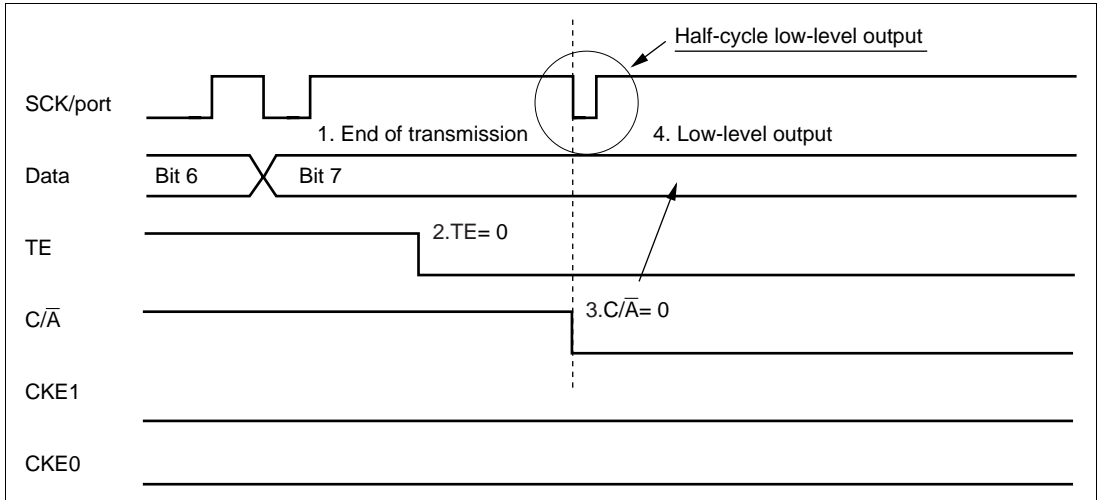 Half-cycle low-level output
SCK/port
1. End of transmission
4. Low-level output
Data
Bit 6
Bit 7
TE
2.TE= 0
C/A̅
3.C/A̅= 0
CKE1
CKE0